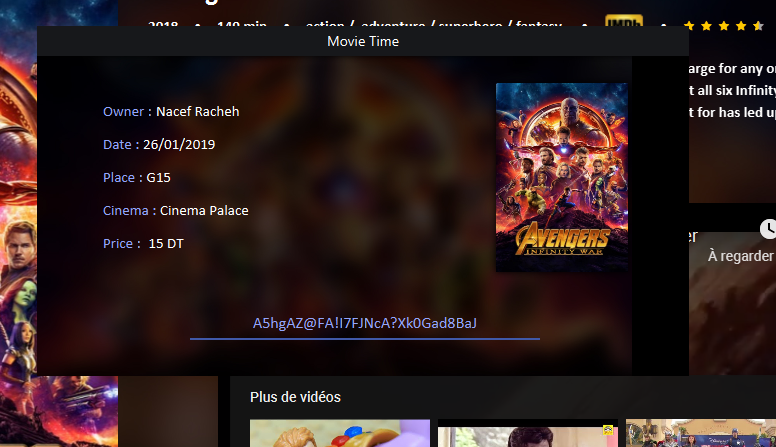 2018 • 149 min • action / adventure / superhero / fantasy •
Movie Time
arge for any o
Owner : Nacef Racheh
t all six Infinity
t for has led up
Date : 26/01/2019
Place : G15
Cinema : Cinema Palace
Price : 15 DT
AVENGERS
INFINITY WAR
er
À regarder
A5hgAZ@FA!I7FJNcA?Xk0Gad8BaJ
Plus de vidéos